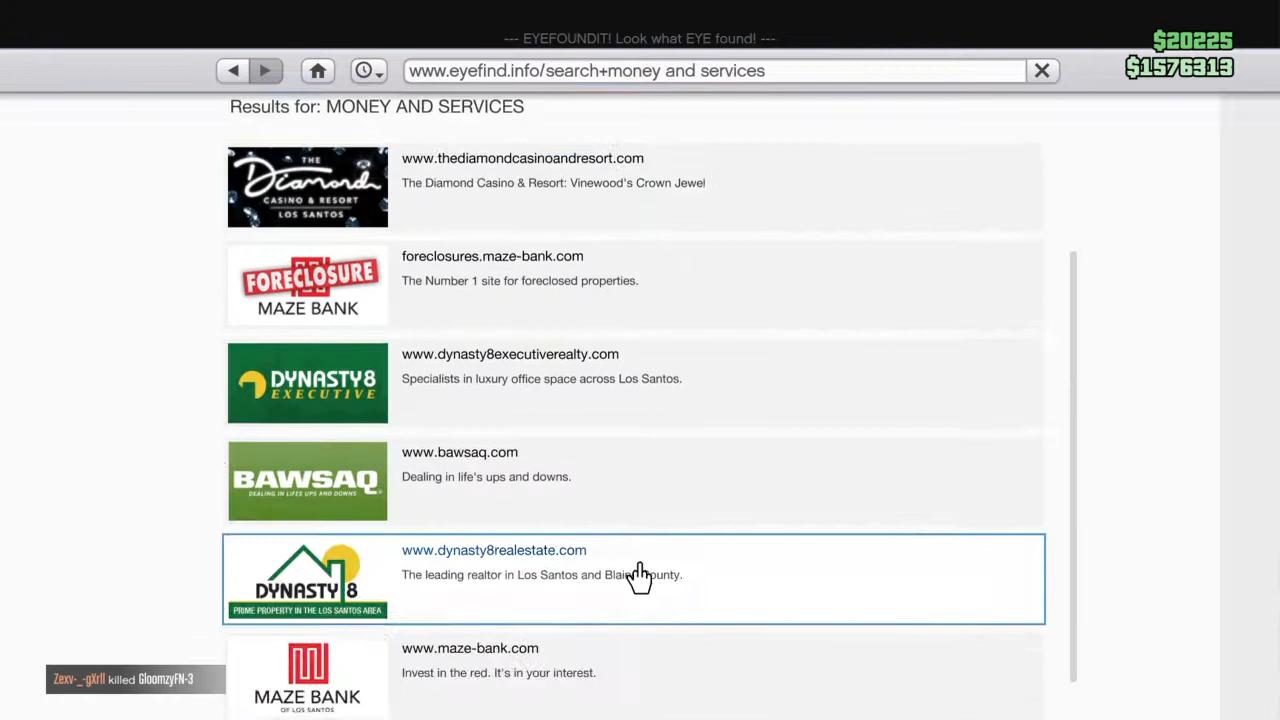 --- EYEFOUNDIT! Look what EYE found! ---
$20225
$1576313
www.eyefind.info/search+money and services
Results for: MONEY AND SERVICES
THE
Diamond
CASINO & RESORT
LOS SANTOS
www.thediamondcasinoandresort.com
The Diamond Casino & Resort: Vinewood's Crown Jewel
FORECLOSURE
MAZE BANK
foreclosures.maze-bank.com
The Number 1 site for foreclosed properties.
DYNASTY8
EXECUTIVE
www.dynasty8executiverealty.com
Specialists in luxury office space across Los Santos.
BAWSAQ
DEALING IN LIFES UPS AND DOWNS
www.bawsaq.com
Dealing in life's ups and downs.
DYNASTY 8
PRIME PROPERTY IN THE LOS SANTOS AREA
www.dynasty8realestate.com
The leading realtor in Los Santos and Blaine County.
MAZE BANK
OF LOS SANTOS
www.maze-bank.com
Invest in the red. It's in your interest.
Zexv-_-gXrll killed GloomzyFN-3